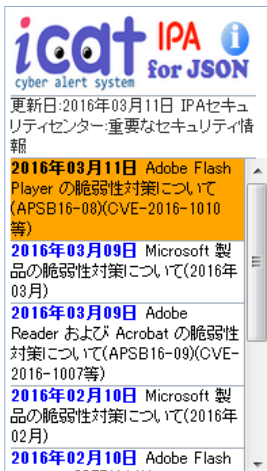 icat IPA i
cyber alert system for JSON
更新日:2016年03月11日 IPAセキュ
リティセンター:重要なセキュリティ情
報
2016年03月11日 Adobe Flash
Player の脆弱性対策について
(APSB16-08)(CVE-2016-1010
等)
2016年03月09日 Microsoft 製
品の脆弱性対策について(2016年
03月)
2016年03月09日 Adobe
Reader および Acrobat の脆弱性
対策について(APSB16-09)(CVE-
2016-1007等)
2016年02月10日 Microsoft 製
品の脆弱性対策について(2016年
02月)
2016年02月10日 Adobe Flash